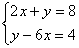 2x + y = 8
y − 6x = 4